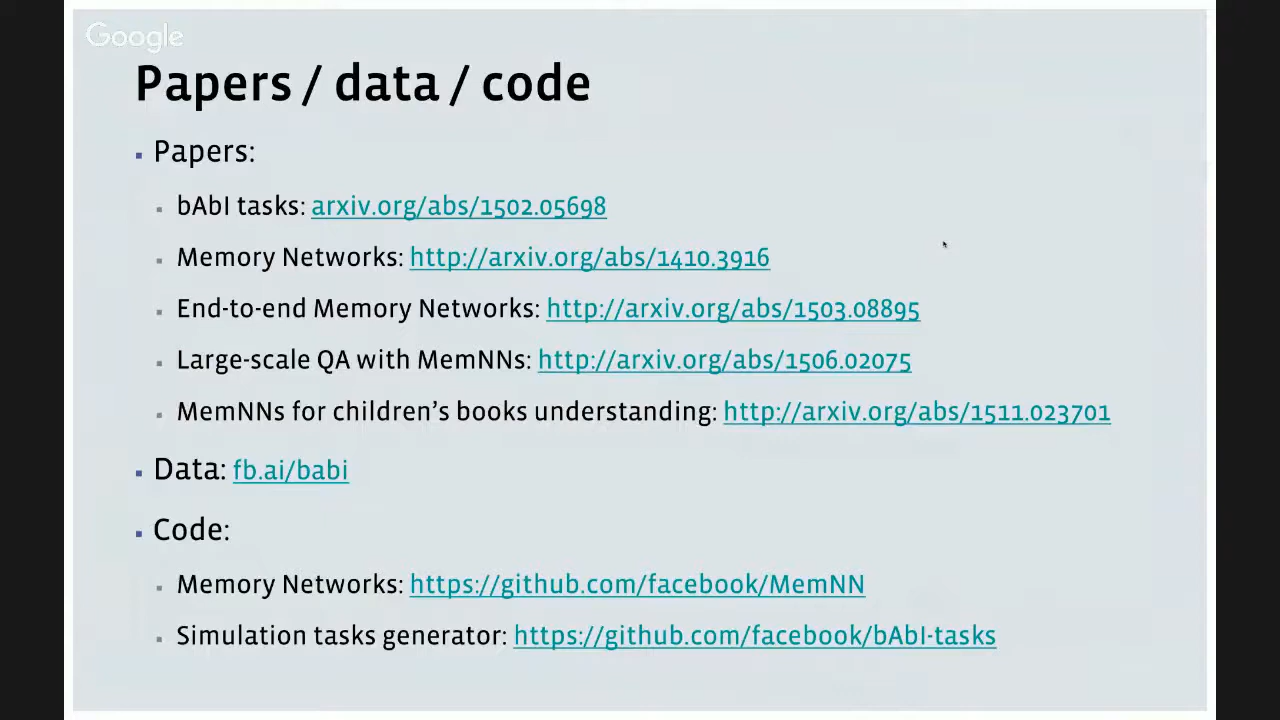 Google
Papers / data / code
Papers:
bAbI tasks: arxiv.org/abs/1502.05698
Memory Networks: http://arxiv.org/abs/1410.3916
End-to-end Memory Networks: http://arxiv.org/abs/1503.08895
Large-scale QA with MemNNs: http://arxiv.org/abs/1506.02075
MemNNs for children's books understanding: http://arxiv.org/abs/1511.023701
Data: fb.ai/babi
Code:
Memory Networks: https://github.com/facebook/MemNN
Simulation tasks generator: https://github.com/facebook/bAbI-tasks